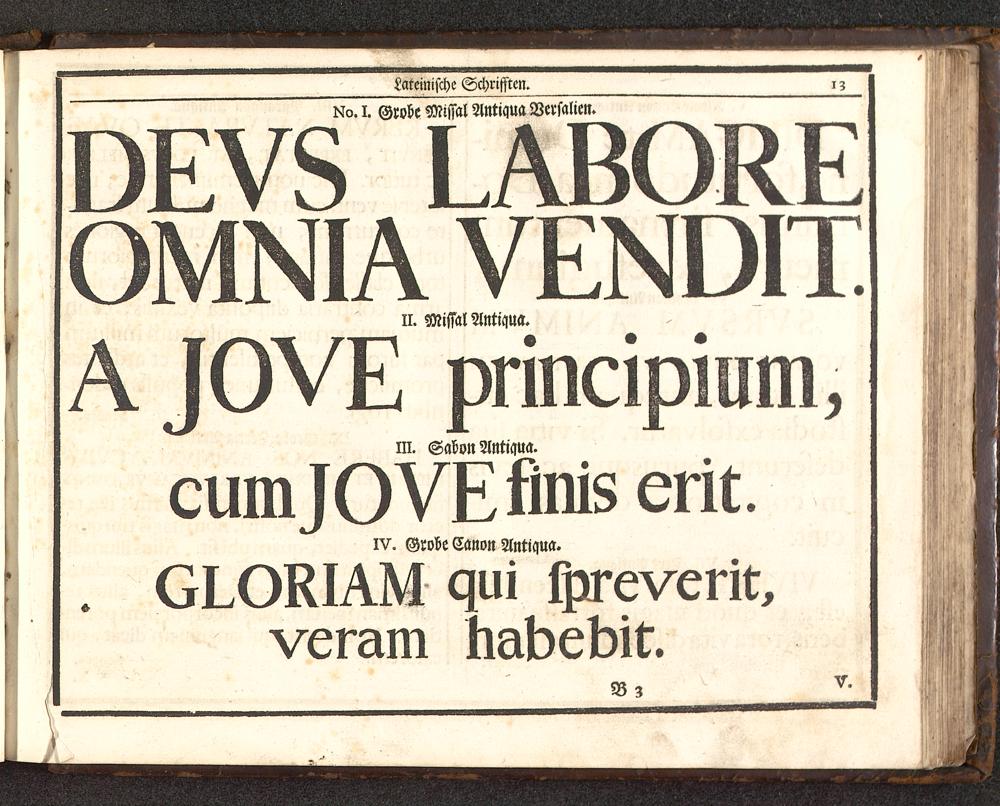 Lateinische Schrifften. 13
No. I. Grobe Missal Antiqua Versalien.
DEVS LABORE
OMNIA VENDIT.
II. Missal Antiqua.
A JOVE principium,
III. Sabon Antiqua.
cum JOVE finis erit.
IV. Grobe Canon Antiqua.
GLORIAM qui ſpreverit,
veram habebit.
B 3 V.